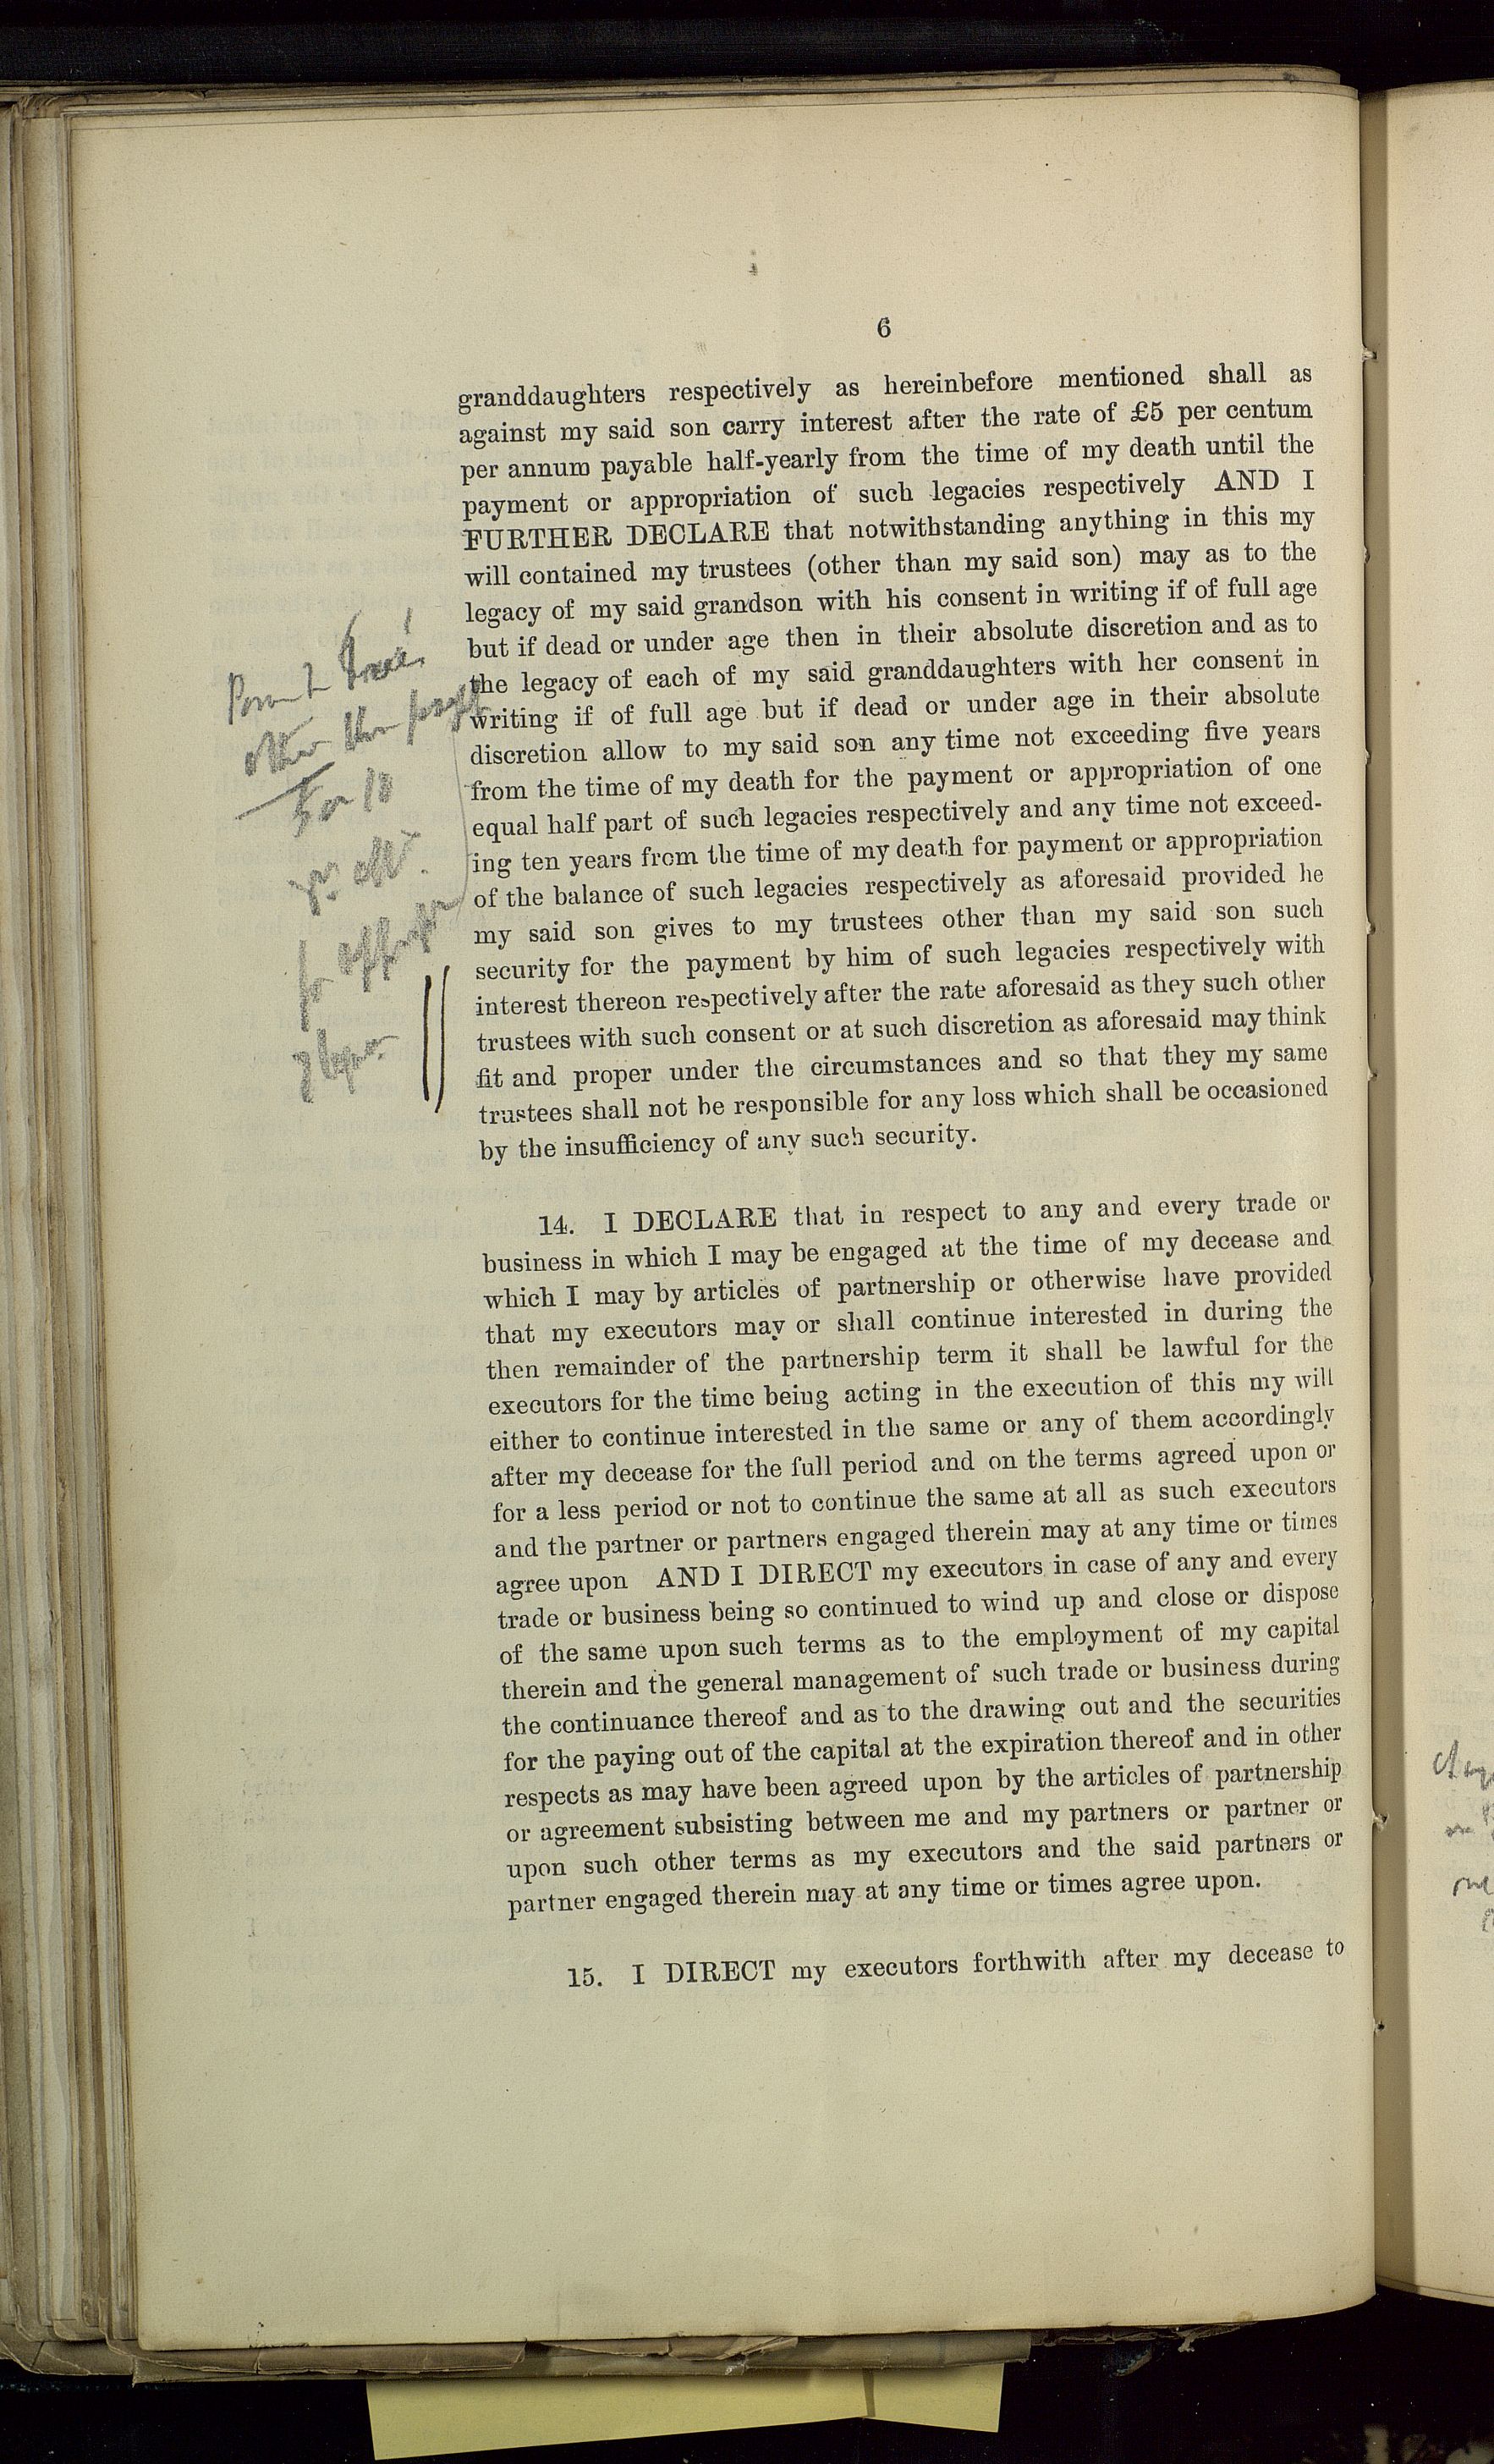 6
granddaughters respectively as hereinbefore mentioned shall as
against my said son carry interest after the rate of £5 per centum
per annum payable half-yearly from the time of my death until the
payment or appropriation of such legacies respectively AND I
FURTHER DECLARE that notwithstanding anything in this my
will contained my trustees (other than my said son) may as to the
legacy of my said grandson with his consent in writing if of full age
but if dead or under age then in their absolute discretion and as to
the legacy of each of my said granddaughters with her consent in
writing if of full age but if dead or under age in their absolute
discretion allow to my said son any time not exceeding five years
from the time of my death for the payment or appropriation of one
equal half part of such legacies respectively and any time not exceed-
ing ten years from the time of my death for payment or appropriation
of the balance of such legacies respectively as aforesaid provided he
my said son gives to my trustees other than my said son such
security for the payment by him of such legacies respectively with
interest thereon respectively after the rate aforesaid as they such other
trustees with such consent or at such discretion as aforesaid may think
fit and proper under the circumstances and so that they my same
trustees shall not be responsible for any loss which shall be occasioned
by the insufficiency of any such security.
14. I DECLARE that in respect to any and every trade or
business in which I may be engaged at the time of my decease and
which I may by articles of partnership or otherwise have provided
that my executors may or shall continue interested in during the
then remainder of the partnership term it shall be lawful for the
executors for the time being acting in the execution of this my will
either to continue interested in the same or any of them accordingly
after my decease for the full period and on the terms agreed upon or
for a less period or not to continue the same at all as such executors
and the partner or partners engaged therein may at any time or times
agree upon AND I DIRECT my executors in case of any and every
trade or business being so continued to wind up and close or dispose
of the same upon such terms as to the employment of my capital
therein and the general management of such trade or business during
the continuance thereof and as to the drawing out and the securities
for the paying out of the capital at the expiration thereof and in other
respects as may have been agreed upon by the articles of partnership
or agreement subsisting between me and my partners or partner or
upon such other terms as my executors and the said partners or
partner engaged therein may at any time or times agree upon.
15. I DIRECT my executors forthwith after my decease to
other than
5 or 10
for